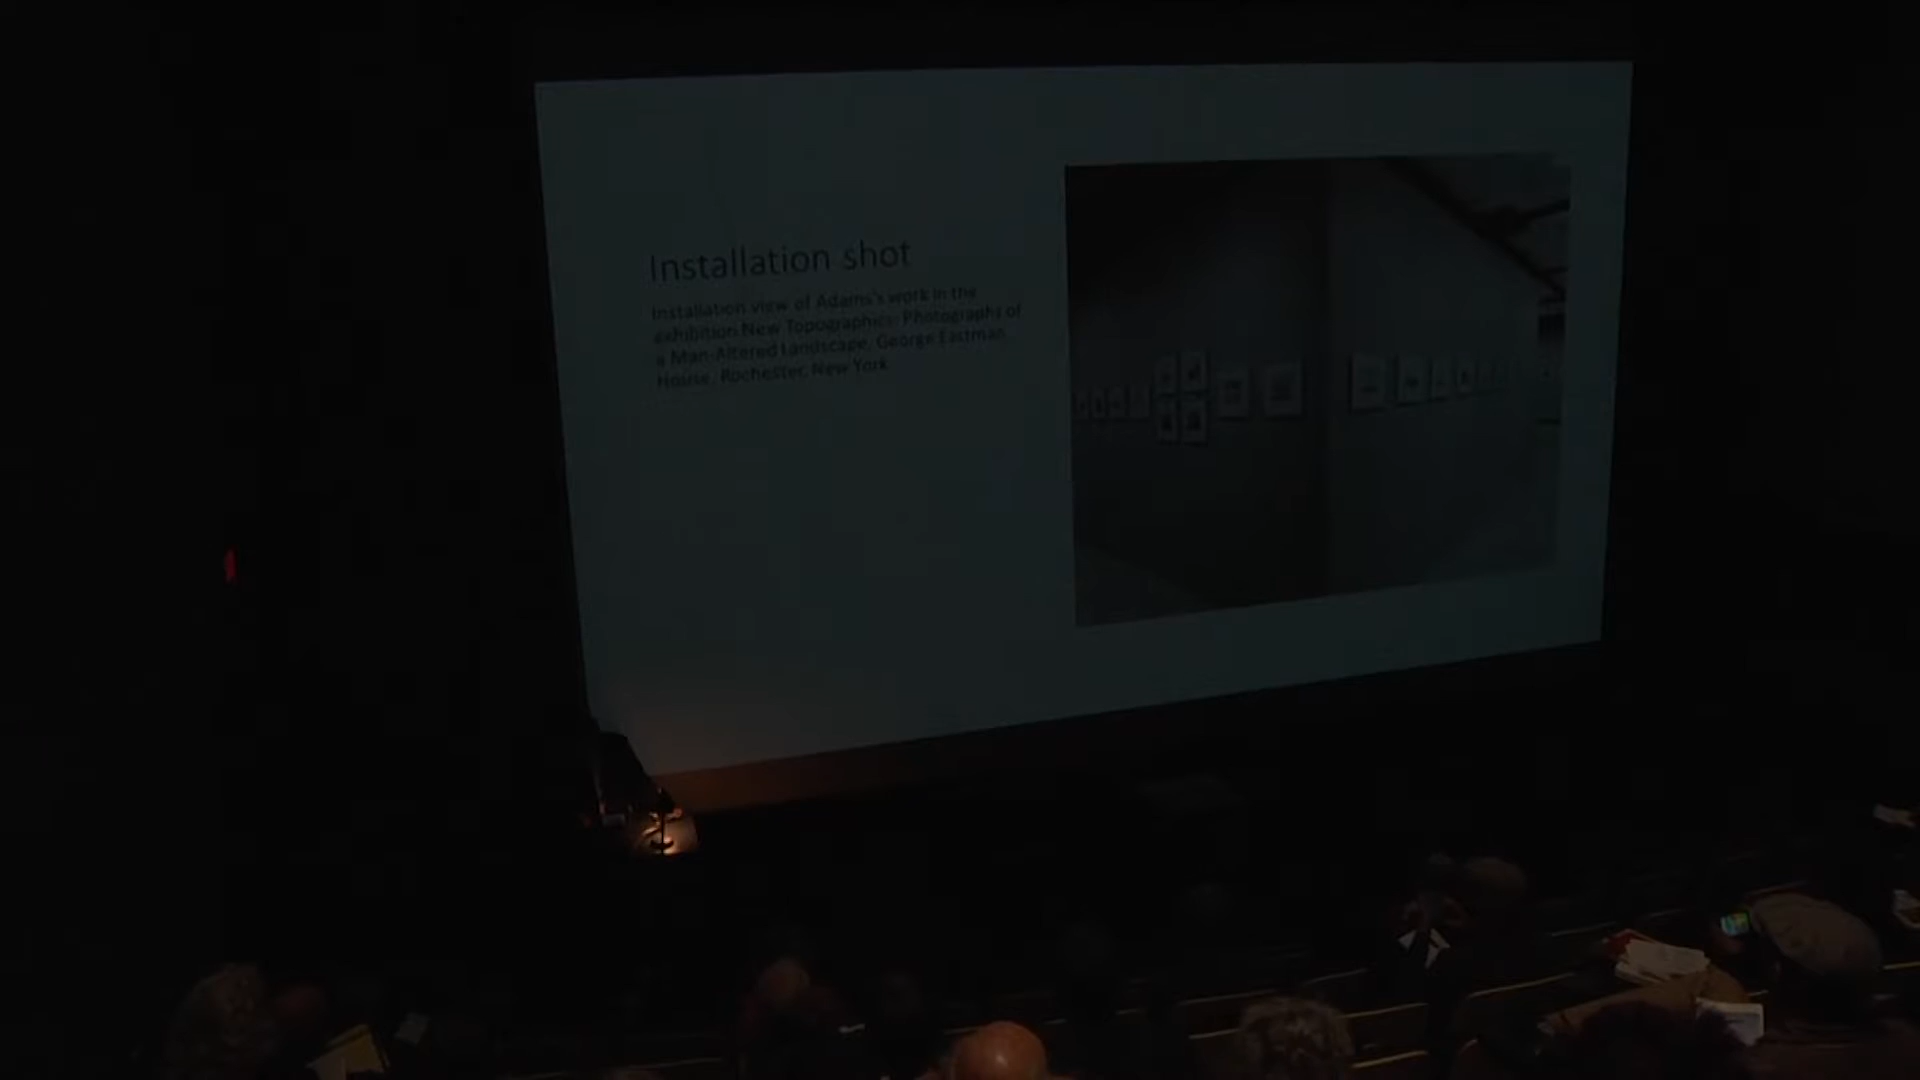 Installation shot
Installation view of Adams's work in the
exhibition New Topographics: Photographs of
a Man-Altered Landscape, George Eastman
House, Rochester, New York